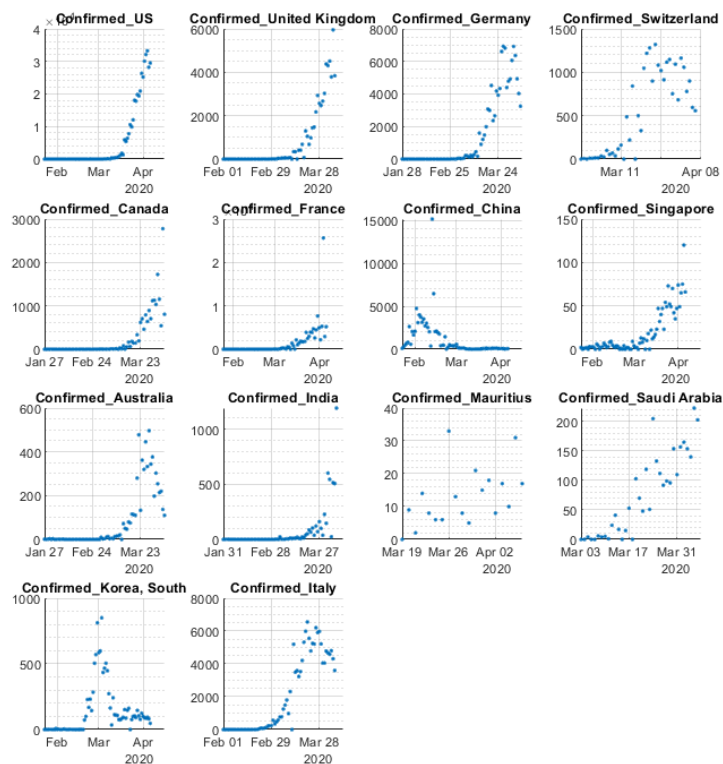 Confirmed_US
Confirmed_United Kingdom
Confirmed_Germany
Confirmed_Switzerland
4
3
2
1
0
Feb Mar Apr
2020
6000
4000
2000
0
Feb 01 Feb 29 Mar 28
2020
8000
6000
4000
2000
0
Jan 28 Feb 25 Mar 24
2020
1500
1000
500
0
Mar 11 Apr 08
2020
Confirmed_Canada
Confirmed_France
Confirmed_China
Confirmed_Singapore
3000
2000
1000
0
Jan 27 Feb 24 Mar 23
2020
3
2
1
0
Feb Mar Apr
2020
15000
10000
5000
0
Feb Mar Apr
2020
150
100
50
0
Feb Mar Apr
2020
Confirmed_Australia
Confirmed_India
Confirmed_Mauritius
Confirmed_Saudi Arabia
600
400
200
0
Jan 27 Feb 24 Mar 23
2020
1000
500
0
Jan 31 Feb 28 Mar 27
2020
40
30
20
10
0
Mar 19 Mar 26 Apr 02
2020
200
150
100
50
0
Mar 03 Mar 17 Mar 31
2020
Confirmed_Korea, South
Confirmed_Italy
1000
500
0
Feb Mar Apr
2020
8000
6000
4000
2000
0
Feb 01 Feb 29 Mar 28
2020